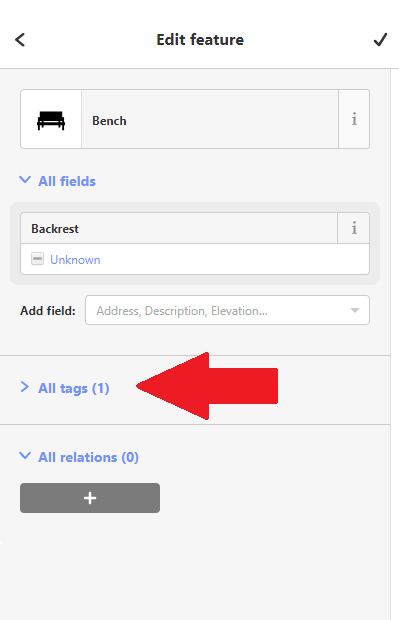 Edit feature
Bench
i
All fields
Backrest
i
Unknown
Add field: Address, Description, Elevation...
All tags (1)
All relations (0)
+